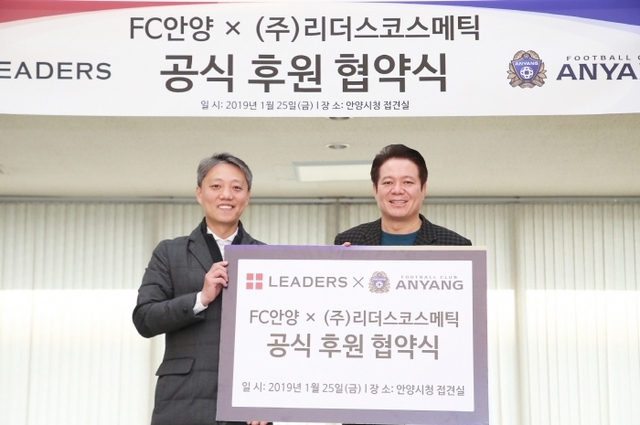 FC안양 × (주)리더스코스메틱
LEADERS
공식 후원 협약식
FOOTBALL CLUB
ANYANG
ANYANG
일 시: 2019년 1월 25일(금) I 장 소: 안양시청 접견실
LEADERS ×
FOOTBALL CLUB
ANYANG
FC안양 × (주)리더스코스메틱
공식 후원 협약식
일 시: 2019년 1월 25일(금) I 장 소: 안양시청 접견실